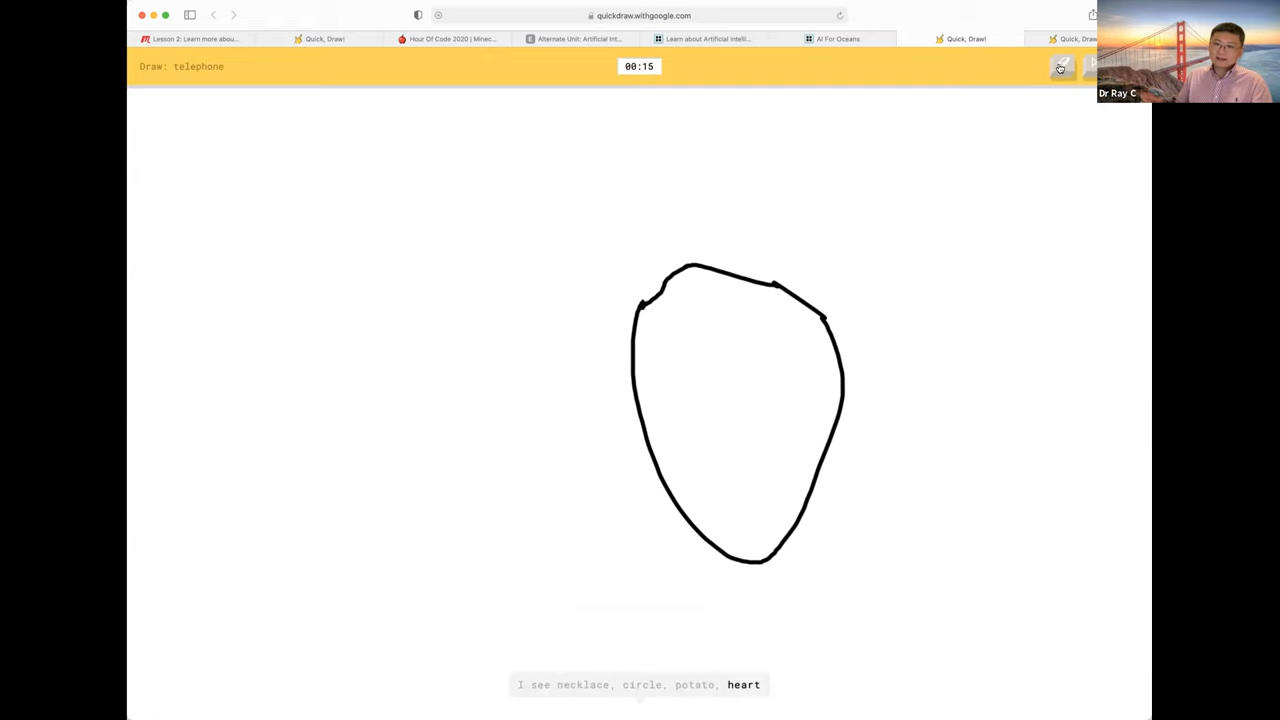 quickdraw.withgoogle.com
Lesson 2: Learn more abou...
Quick, Draw!
Hour Of Code 2020 | Minec...
E Alternate Unit: Artificial Int...
Learn about Artificial Intelli...
AI For Oceans
Quick, Draw!
Quick, Draw
Draw: telephone
00:15
Dr Ray C
I see necklace, circle, potato, heart